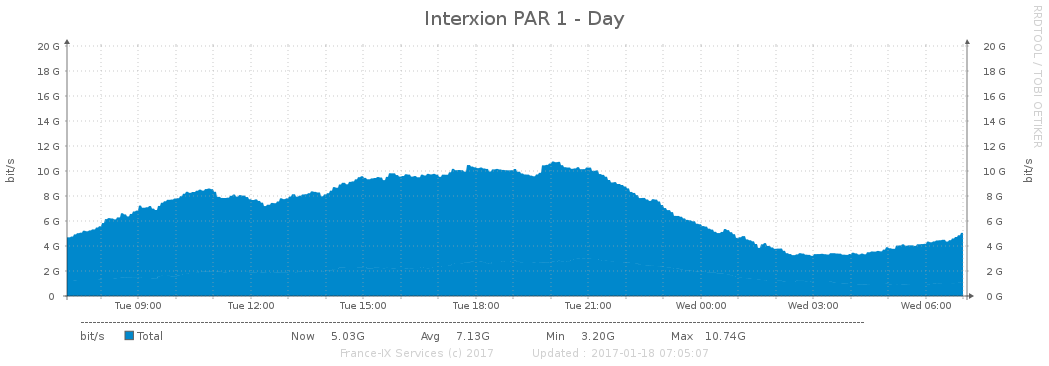 Interxion PAR 1 - Day
RRDTOOL / TOBI OETIKER
bit/s
20 G 20 G
18 G 18 G
16 G 16 G
14 G 14 G
12 G 12 G
10 G 10 G
8 G 8 G
6 G 6 G
4 G 4 G
2 G 2 G
0 0 G
bit/s
Tue 09:00 Tue 12:00 Tue 15:00 Tue 18:00 Tue 21:00 Wed 00:00 Wed 03:00 Wed 06:00
bit/s Total Now 5.03G Avg 7.13G Min 3.20G Max 10.74G
France-IX Services (c) 2017 Updated : 2017-01-18 07:05:07